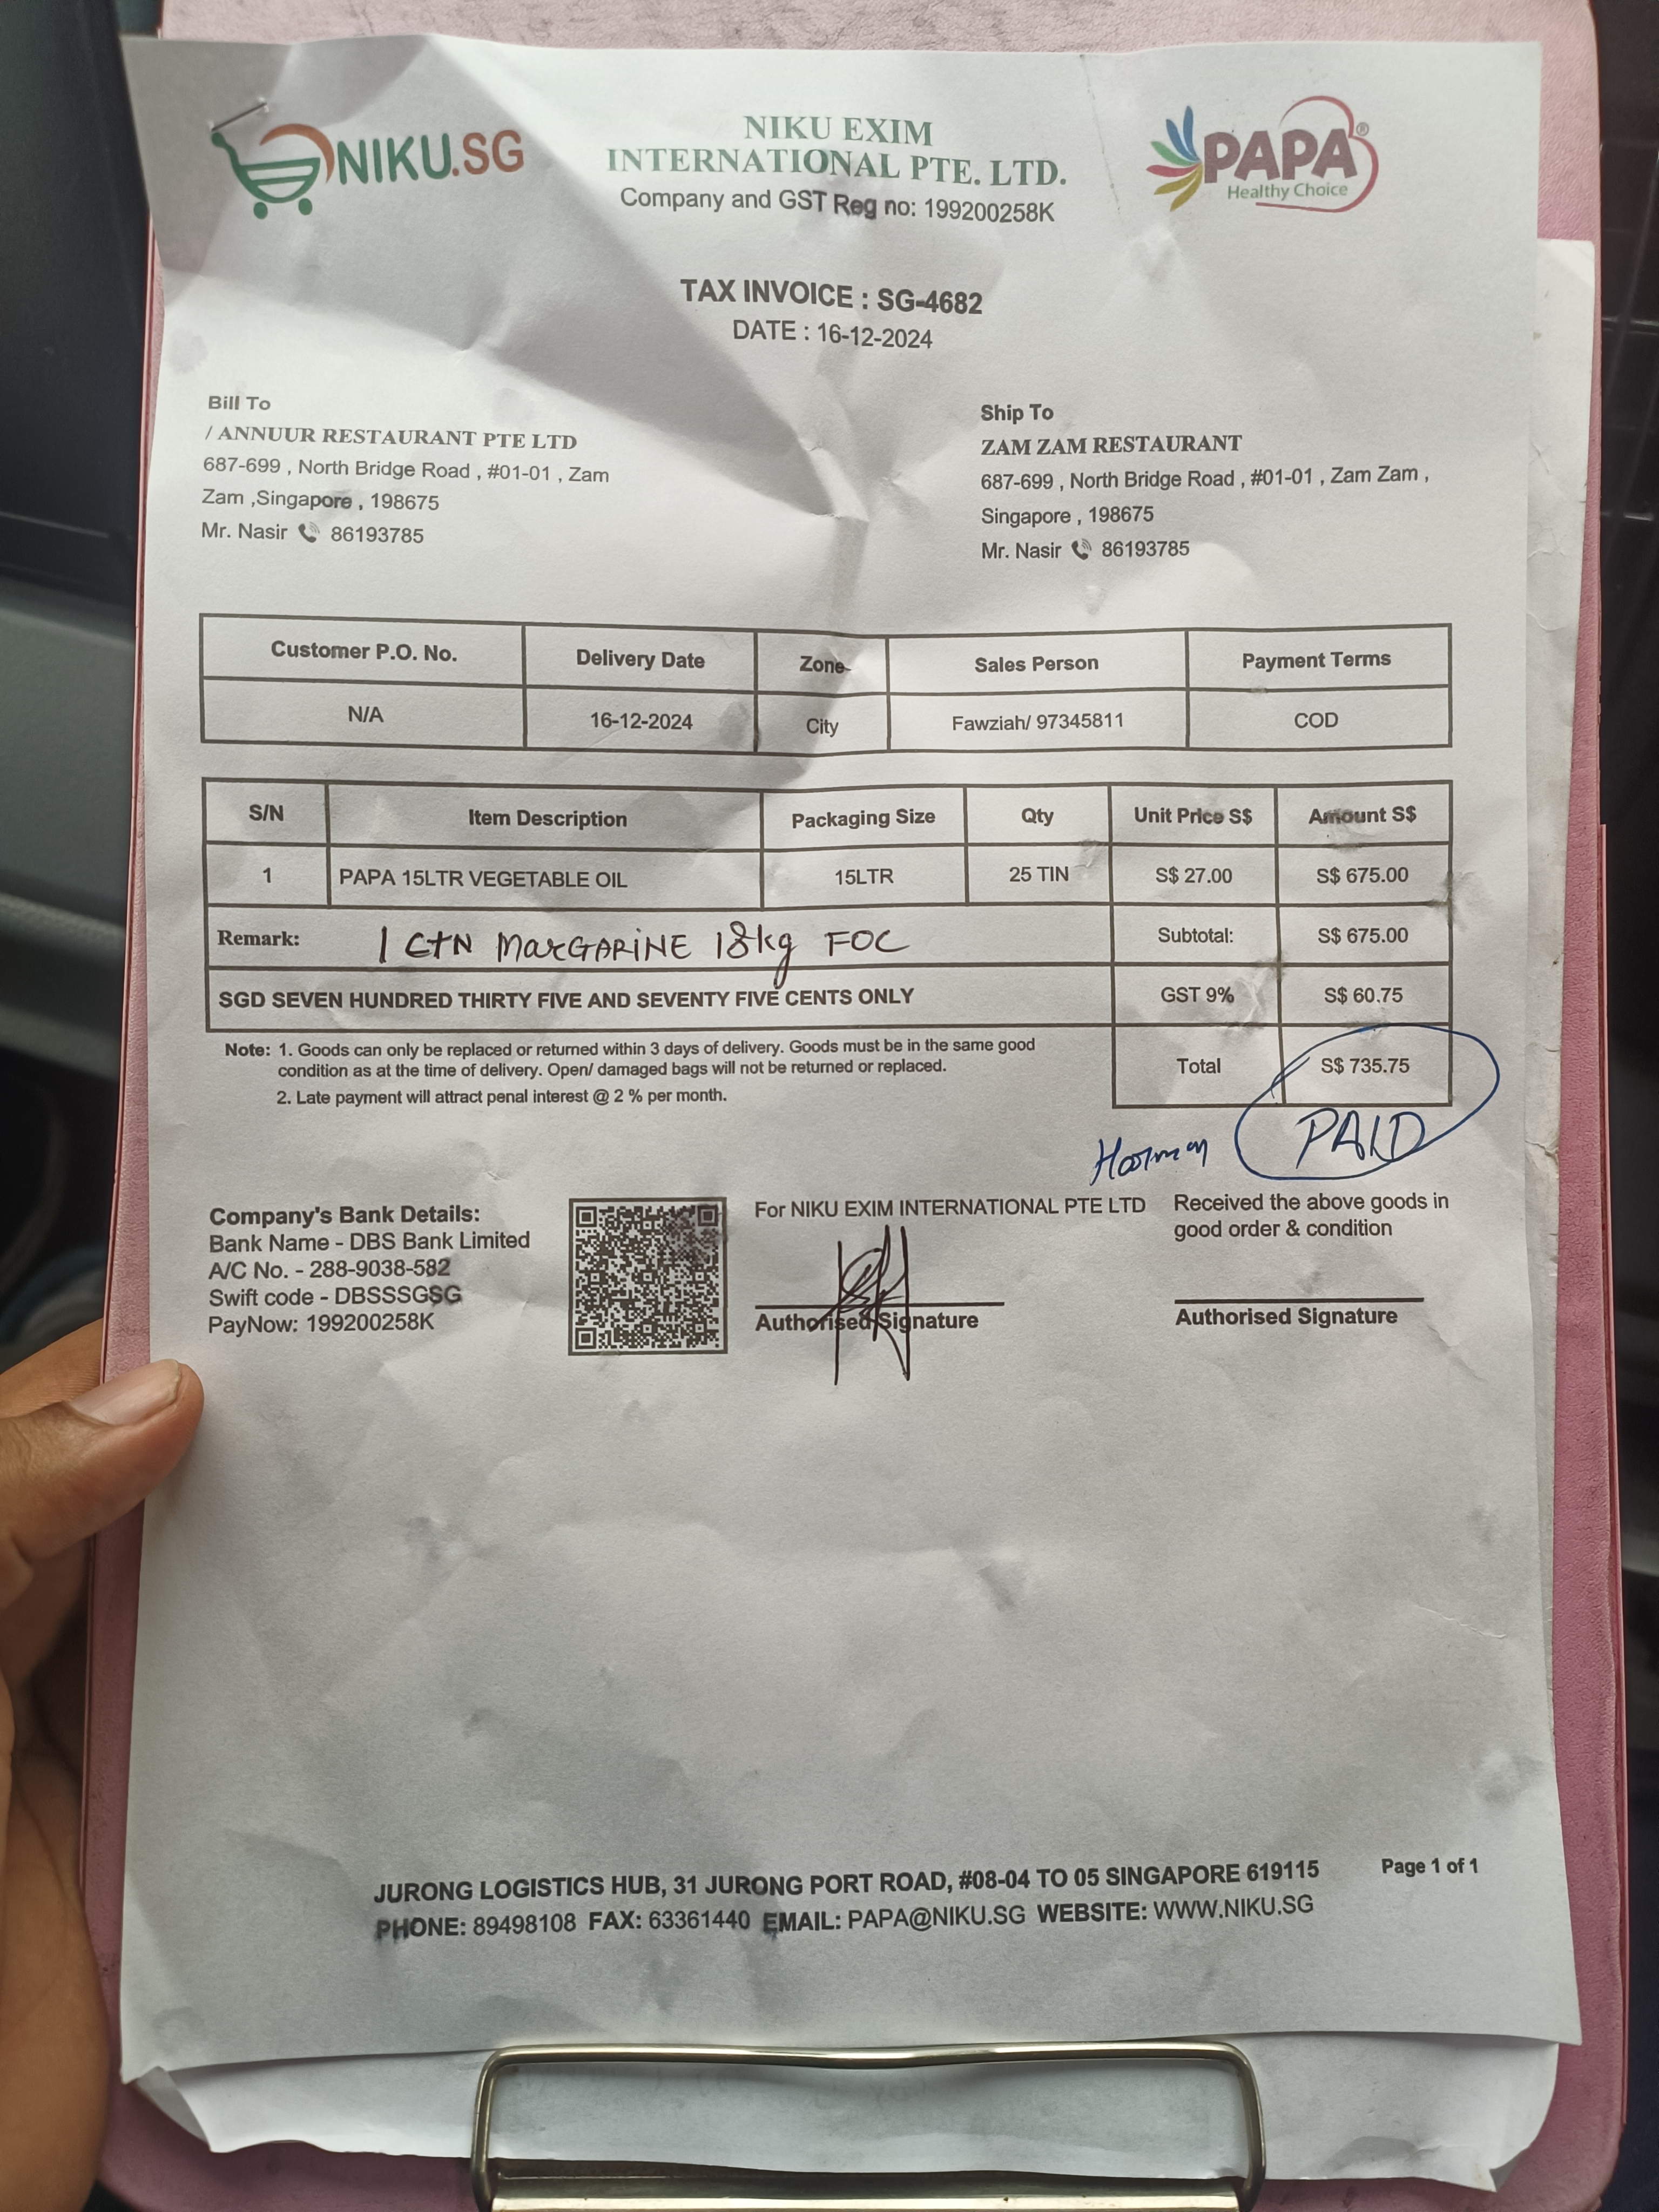 NIKU.SG
NIKU EXIM
INTERNATIONAL PTE. LTD.
Company and GST Reg no: 199200258K
PAPA®
Healthy Choice
TAX INVOICE : SG-4682
DATE : 16-12-2024
Bill To
/ ANNUUR RESTAURANT PTE LTD
687-699 , North Bridge Road , #01-01 , Zam
Zam ,Singapore , 198675
Mr. Nasir 86193785
Ship To
ZAM ZAM RESTAURANT
687-699 , North Bridge Road , #01-01 , Zam Zam ,
Singapore , 198675
Mr. Nasir 86193785
Customer P.O. No. Delivery Date Zone Sales Person Payment Terms
N/A 16-12-2024 City Fawziah/ 97345811 COD
S/N Item Description Packaging Size Qty Unit Price S$ Amount S$
1 PAPA 15LTR VEGETABLE OIL 15LTR 25 TIN S$ 27.00 S$ 675.00
Remark: 1 CTN MARGARINE 18kg FOC Subtotal: S$ 675.00
SGD SEVEN HUNDRED THIRTY FIVE AND SEVENTY FIVE CENTS ONLY GST 9% S$ 60.75
Total S$ 735.75
Note: 1. Goods can only be replaced or returned within 3 days of delivery. Goods must be in the same good
condition as at the time of delivery. Open/ damaged bags will not be returned or replaced.
2. Late payment will attract penal interest @ 2 % per month.
PAID
Company's Bank Details:
Bank Name - DBS Bank Limited
A/C No. - 288-9038-582
Swift code - DBSSSGSG
PayNow: 199200258K
For NIKU EXIM INTERNATIONAL PTE LTD
Authorised Signature
Received the above goods in
good order & condition
Authorised Signature
JURONG LOGISTICS HUB, 31 JURONG PORT ROAD, #08-04 TO 05 SINGAPORE 619115
Page 1 of 1
PHONE: 89498108 FAX: 63361440 EMAIL: PAPA@NIKU.SG WEBSITE: WWW.NIKU.SG